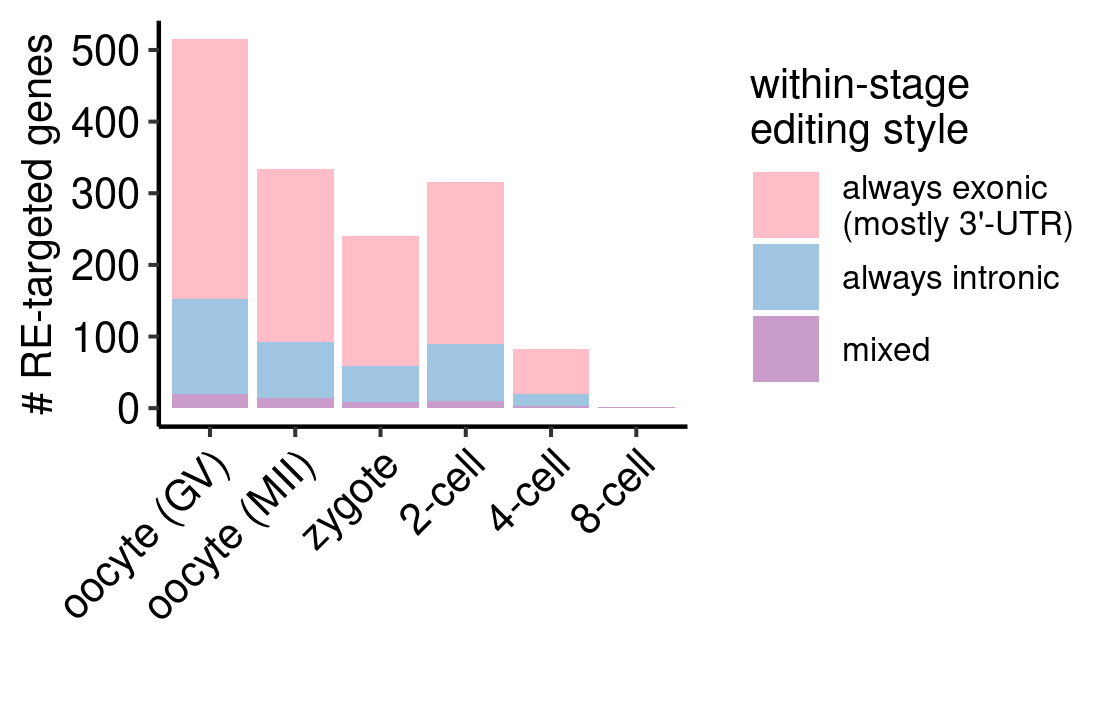 # RE-targeted genes
500
400
300
200
100
0
oocyte (GV)
oocyte (MII)
zygote
2-cell
4-cell
8-cell
within-stage
editing style
always exonic
(mostly 3'-UTR)
always intronic
mixed